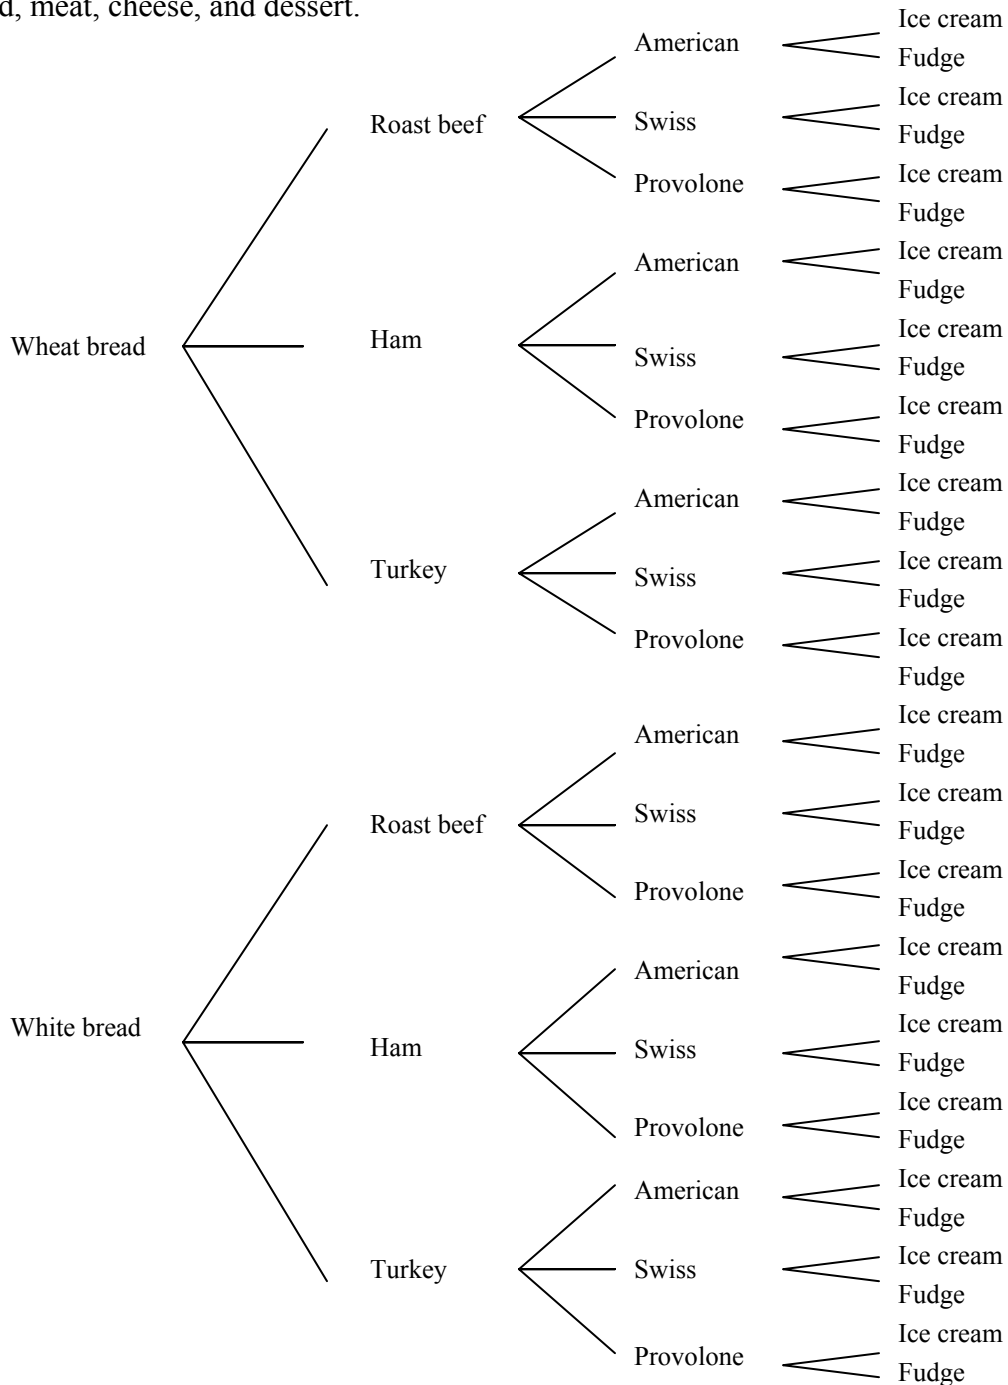 meat, cheese, and dessert.
Ice cream
American
Fudge
Ice cream
Roast beef
Swiss
Fudge
Ice cream
Provolone
Fudge
Ice cream
American
Fudge
Ice cream
Wheat bread
Ham
Swiss
Fudge
Ice cream
Provolone
Fudge
Ice cream
American
Fudge
Ice cream
Turkey
Swiss
Fudge
Ice cream
Provolone
Fudge
Ice cream
American
Fudge
Ice cream
Roast beef
Swiss
Fudge
Ice cream
Provolone
Fudge
Ice cream
American
Fudge
Ice cream
White bread
Ham
Swiss
Fudge
Ice cream
Provolone
Fudge
Ice cream
American
Fudge
Ice cream
Turkey
Swiss
Fudge
Ice cream
Provolone
Fudge